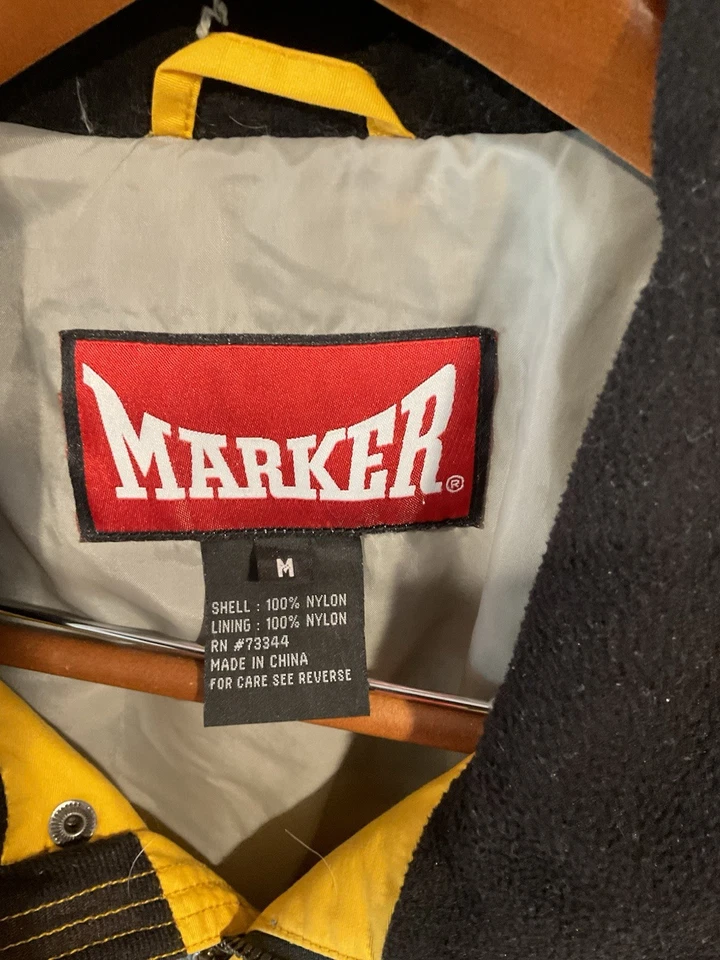 MARKER®
M
SHELL : 100% NYLON
LINING : 100% NYLON
RN #73344
MADE IN CHINA
FOR CARE SEE REVERSE